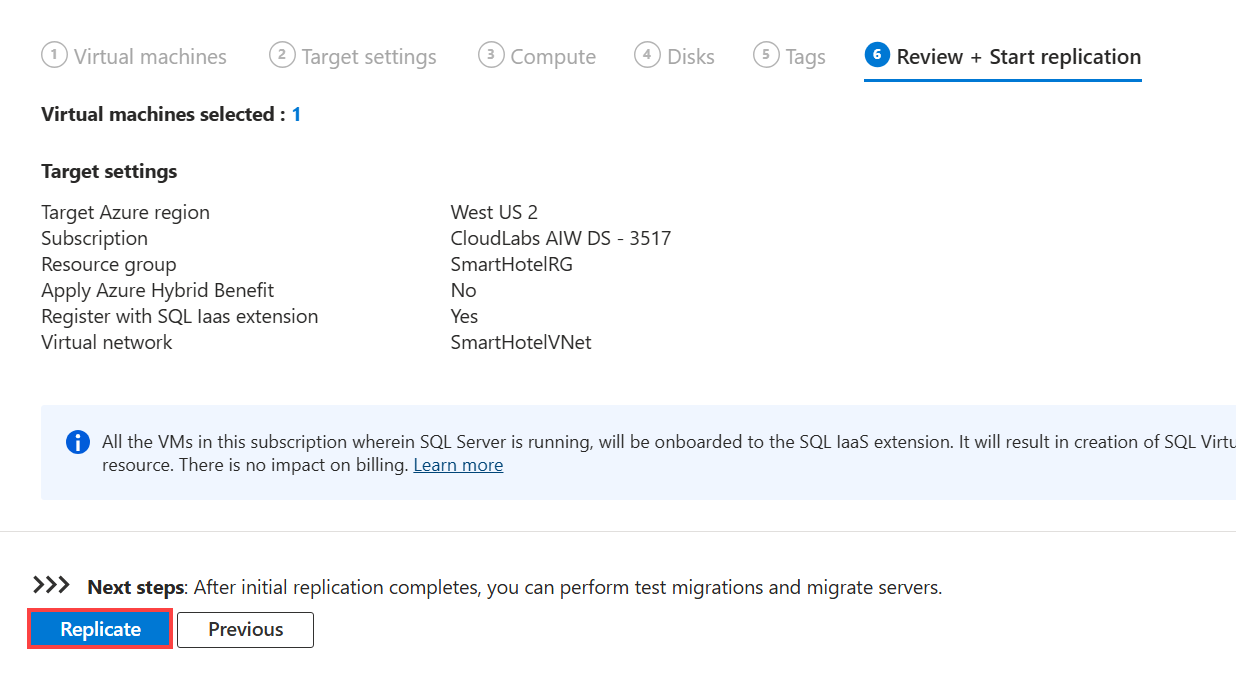 1 Virtual machines 2 Target settings 3 Compute 4 Disks 5 Tags 6 Review + Start replication
Virtual machines selected : 1
Target settings
Target Azure region West US 2
Subscription CloudLabs AIW DS - 3517
Resource group SmartHotelRG
Apply Azure Hybrid Benefit No
Register with SQL Iaas extension Yes
Virtual network SmartHotelVNet
All the VMs in this subscription wherein SQL Server is running, will be onboarded to the SQL IaaS extension. It will result in creation of SQL Virtu
resource. There is no impact on billing. Learn more
>>> Next steps: After initial replication completes, you can perform test migrations and migrate servers.
Replicate Previous